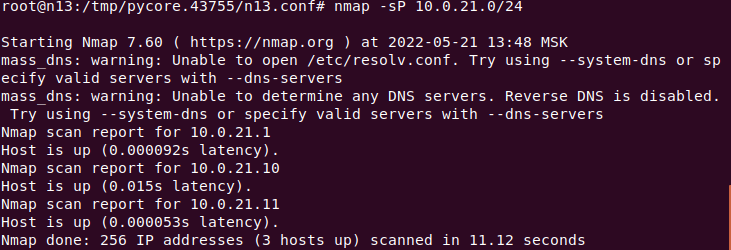 root@n13:/tmp/pycore.43755/n13.conf# nmap -sP 10.0.21.0/24
Starting Nmap 7.60 ( https://nmap.org ) at 2022-05-21 13:48 MSK
mass_dns: warning: Unable to open /etc/resolv.conf. Try using --system-dns or sp
ecify valid servers with --dns-servers
mass_dns: warning: Unable to determine any DNS servers. Reverse DNS is disabled.
 Try using --system-dns or specify valid servers with --dns-servers
Nmap scan report for 10.0.21.1
Host is up (0.000092s latency).
Nmap scan report for 10.0.21.10
Host is up (0.015s latency).
Nmap scan report for 10.0.21.11
Host is up (0.000053s latency).
Nmap done: 256 IP addresses (3 hosts up) scanned in 11.12 seconds